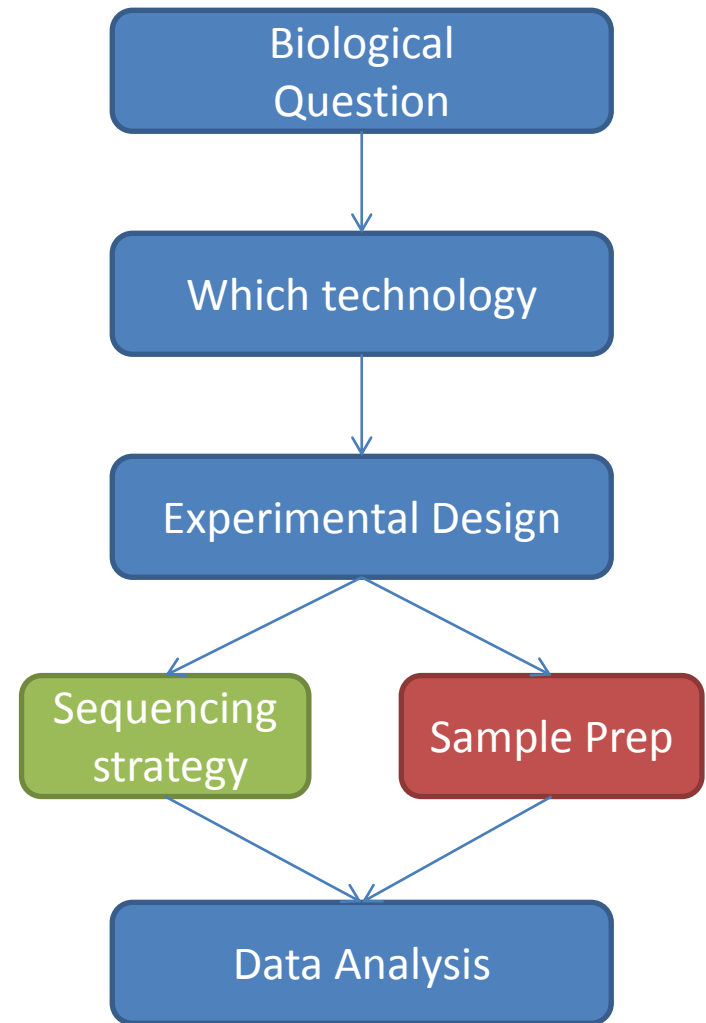 Biological
Question
Which technology
Experimental Design
Sequencing
strategy
Sample Prep
Data Analysis